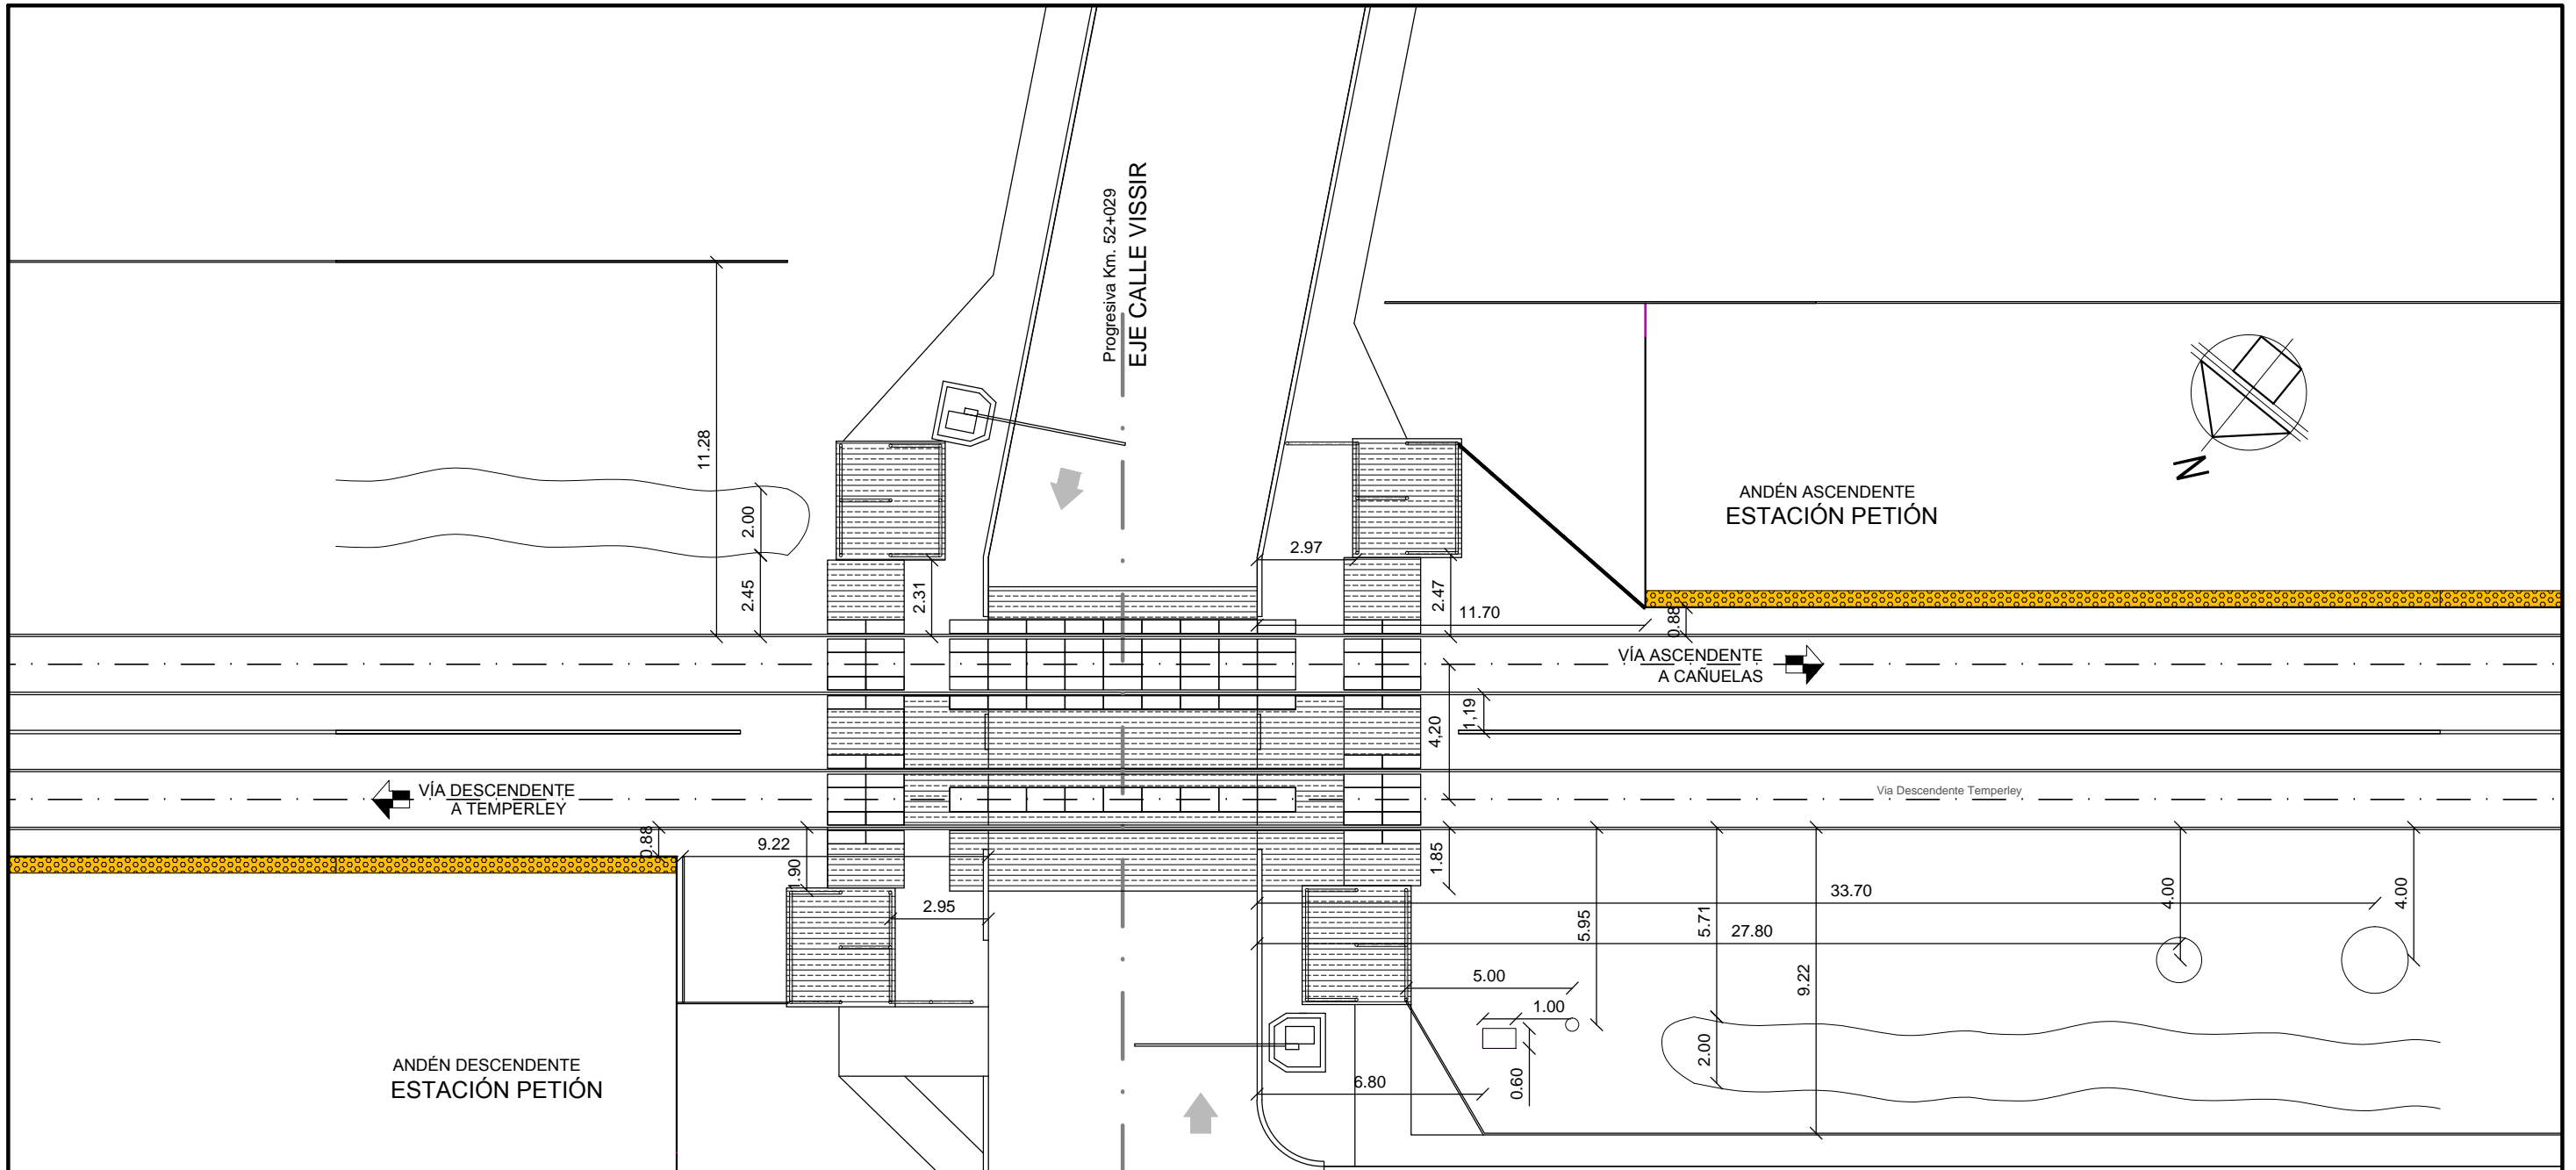 Progresiva Km. 52+029
EJE CALLE VISSIR
11.28
2.00
2.45
2.31
2.97
2.47
11.70
0.88
N
ANDÉN ASCENDENTE
ESTACIÓN PETIÓN
VÍA ASCENDENTE
A CAÑUELAS
1,19
4,20
VÍA DESCENDENTE
A TEMPERLEY
Via Descendente Temperley
0.88
9.22
1.90
2.95
1.85
33.70
27.80
4.00
4.00
5.95
5.71
9.22
5.00
1.00
2.00
0.60
6.80
ANDÉN DESCENDENTE
ESTACIÓN PETIÓN